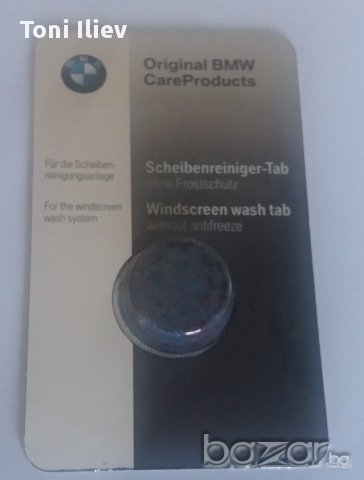 Toni Iliev
BMW
Original BMW
CareProducts
Für die Scheiben-
reinigungsanlage
For the windscreen
wash system
Scheibenreiniger-Tab
ohne Frostschutz
Windscreen wash tab
without antifreeze
bazar.bg